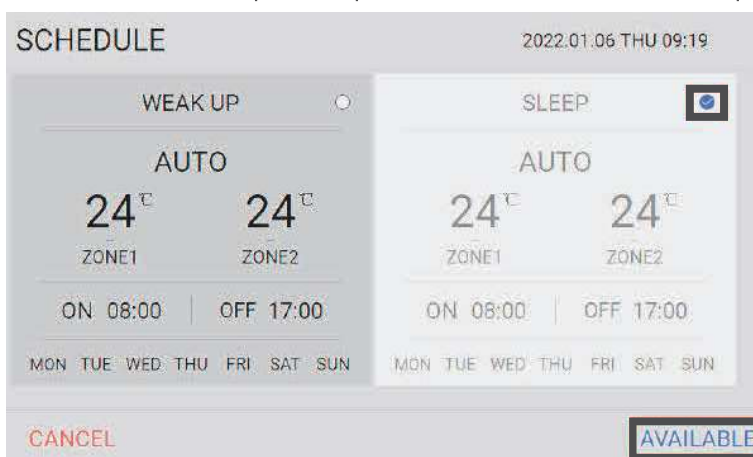 SCHEDULE 2022.01.06 THU 09:19
WEAK UP SLEEP
AUTO AUTO
24℃ 24℃ 24℃ 24℃
ZONE1 ZONE2 ZONE1 ZONE2
ON 08:00 OFF 17:00 ON 08:00 OFF 17:00
MON TUE WED THU FRI SAT SUN MON TUE WED THU FRI SAT SUN
CANCEL AVAILABLE